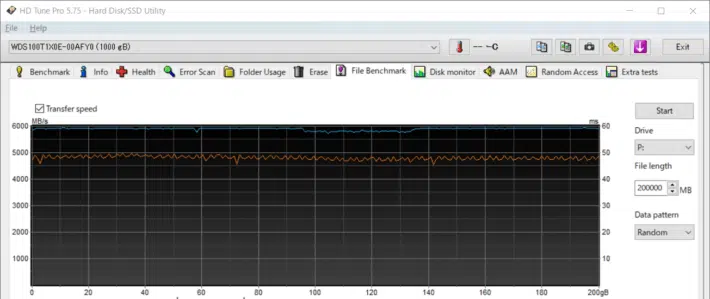 HD Tune Pro 5.75 - Hard Disk/SSD Utility
File Help
WDS100T1X0E-00AFY0 (1000 gB) -- -C Exit
Benchmark Info Health Error Scan Folder Usage Erase File Benchmark Disk monitor AAM Random Access Extra tests
Transfer speed
Start
MB/s ms
6000 60
5000 50
4000 40
3000 30
2000 20
1000 10
0 20 40 60 80 100 120 140 160 180 200gB
Drive
P:
File length
200000 MB
Data pattern
Random